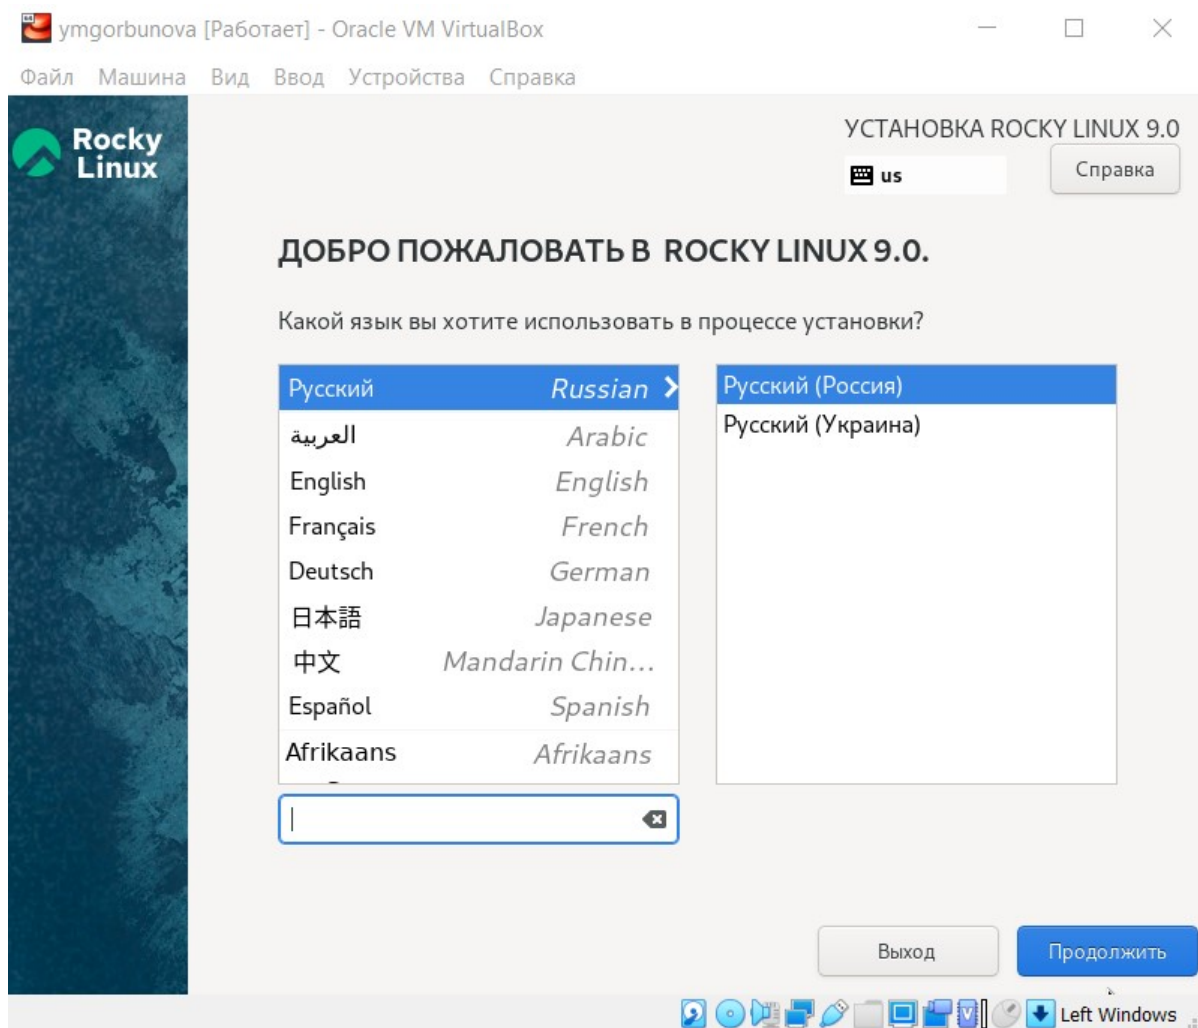 ymgorbunova [Работает] - Oracle VM VirtualBox
Файл Машина Вид Ввод Устройства Справка
Rocky
Linux
УСТАНОВКА ROCKY LINUX 9.0
us
Справка
ДОБРО ПОЖАЛОВАТЬ В ROCKY LINUX 9.0.
Какой язык вы хотите использовать в процессе установки?
Русский Russian
العربية Arabic
English English
Français French
Deutsch German
日本語 Japanese
中文 Mandarin Chin...
Español Spanish
Afrikaans Afrikaans
Русский (Россия)
Русский (Украина)
Выход
Продолжить
Left Windows